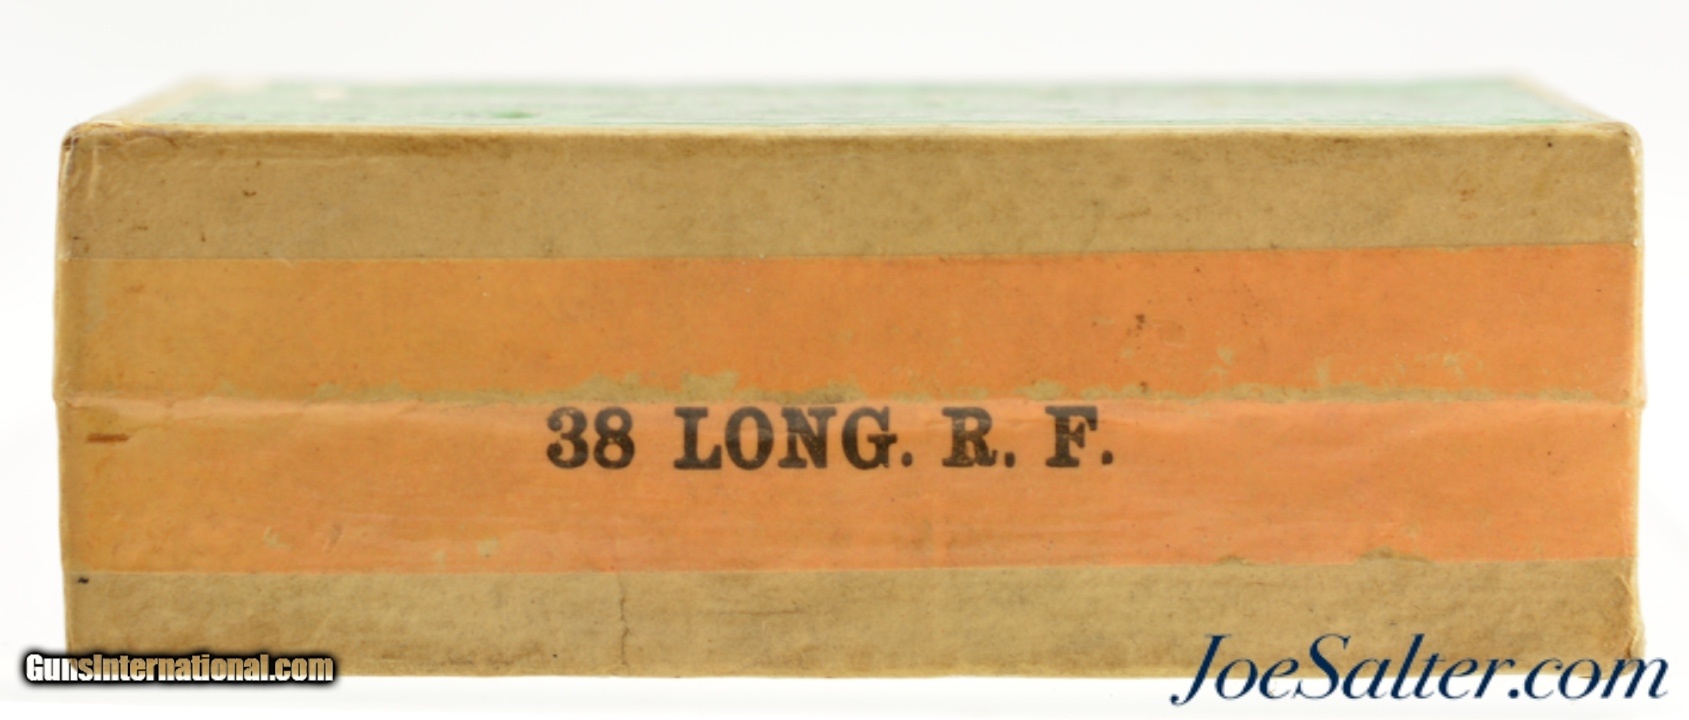 38 LONG. R. F.
GunsInternational.com
JoeSalter.com